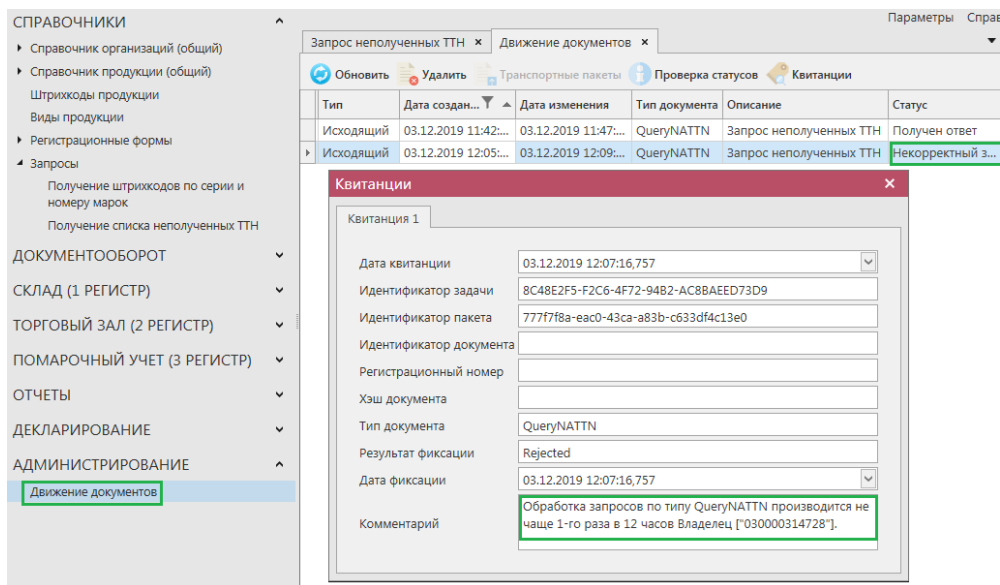 Параметры Справ
СПРАВОЧНИКИ
Справочник организаций (общий)
Справочник продукции (общий)
Штрихкоды продукции
Виды продукции
Регистрационные формы
Запросы
Получение штрихкодов по серии и
номеру марок
Получение списка неполученных ТТН
ДОКУМЕНТООБОРОТ
СКЛАД (1 РЕГИСТР)
ТОРГОВЫЙ ЗАЛ (2 РЕГИСТР)
ПОМАРОЧНЫЙ УЧЕТ (3 РЕГИСТР)
ОТЧЕТЫ
ДЕКЛАРИРОВАНИЕ
АДМИНИСТРИРОВАНИЕ
Движение документов
Запрос неполученных ТТН × Движение документов ×
Обновить Удалить Транспортные пакеты Проверка статусов Квитанции
Тип Дата создан... Дата изменения Тип документа Описание Статус
Исходящий 03.12.2019 11:42:... 03.12.2019 11:47:... QueryNATTN Запрос неполученных ТТН Получен ответ
Исходящий 03.12.2019 12:05:... 03.12.2019 12:09:... QueryNATTN Запрос неполученных ТТН Некорректный з...
Квитанции ×
Квитанция 1
Дата квитанции 03.12.2019 12:07:16,757
Идентификатор задачи 8C48E2F5-F2C6-4F72-94B2-AC8BAEED73D9
Идентификатор пакета 777f7f8a-eac0-43ca-a83b-c633df4c13e0
Идентификатор документа
Регистрационный номер
Хэш документа
Тип документа QueryNATTN
Результат фиксации Rejected
Дата фиксации 03.12.2019 12:07:16,757
Комментарий Обработка запросов по типу QueryNATTN производится не
чаще 1-го раза в 12 часов Владелец ["030000314728"].